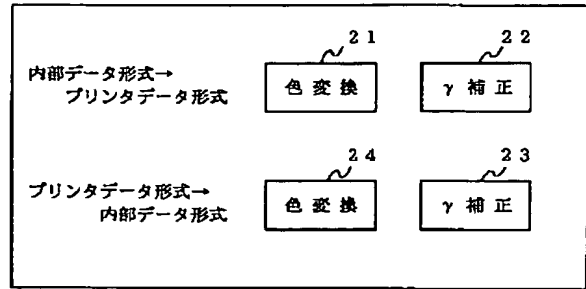 21 22
内部データ形式→
プリンタデータ形式
色変換 γ補正
24 23
プリンタデータ形式→
内部データ形式
色変換 γ補正